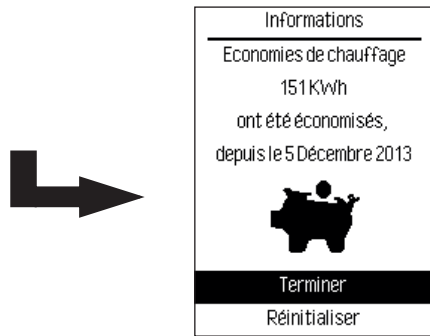 Informations
Economies de chauffage
151 KWh
ont été économisés,
depuis le 5 Décembre 2013
Terminer
Réinitialiser